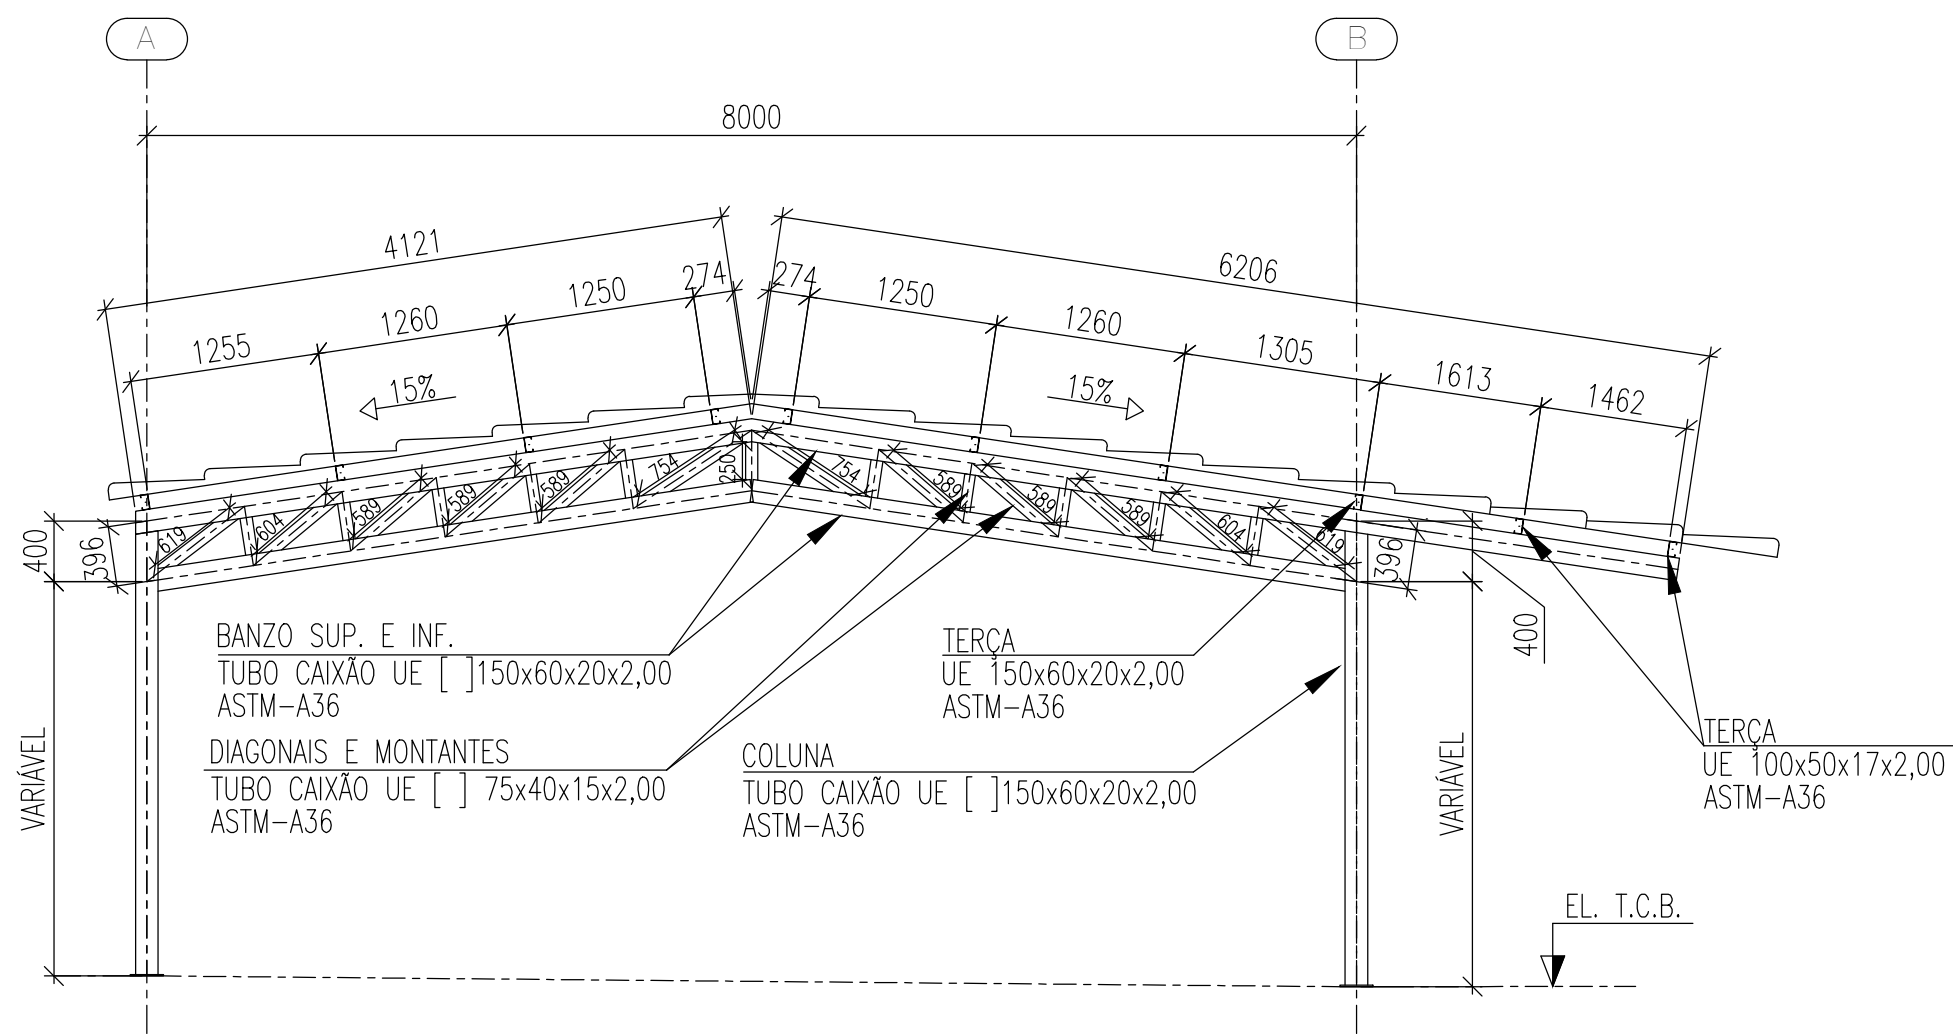 A
B
8000
4121
6206
274
274
1250
1250
1260
1260
1255
1305
1613
1462
15%
15%
400
396
619
604
589
589
589
754
250
754
589
589
589
604
619
396
400
BANZO SUP. E INF.
TUBO CAIXÃO UE [ ]150x60x20x2,00
ASTM-A36
TERÇA
UE 150x60x20x2,00
ASTM-A36
DIAGONAIS E MONTANTES
TUBO CAIXÃO UE [ ] 75x40x15x2,00
ASTM-A36
COLUNA
TUBO CAIXÃO UE [ ]150x60x20x2,00
ASTM-A36
TERÇA
UE 100x50x17x2,00
ASTM-A36
VARIÁVEL
VARIÁVEL
EL. T.C.B.